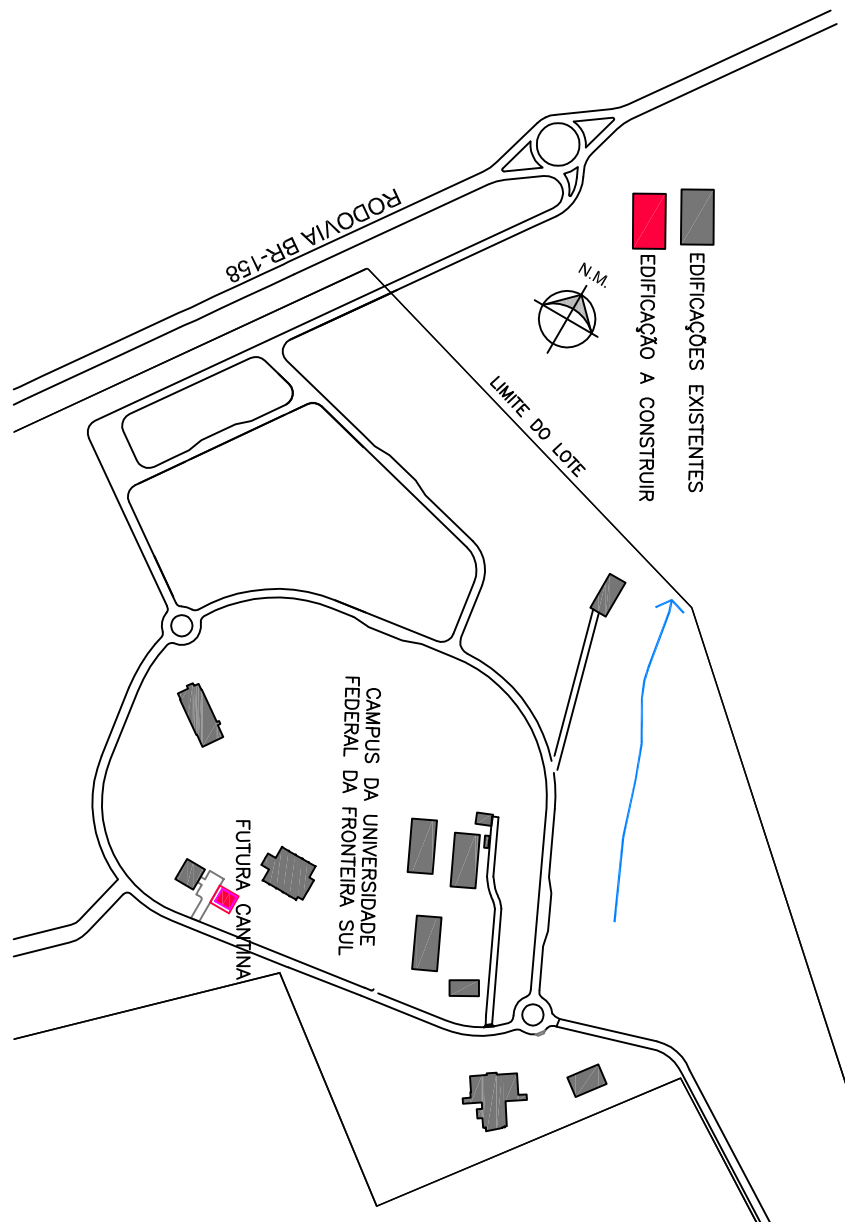 RODOVIA BR-158
N.M.
EDIFICAÇÕES EXISTENTES
EDIFICAÇÃO A CONSTRUIR
LIMITE DO LOTE
CAMPUS DA UNIVERSIDADE
FEDERAL DA FRONTEIRA SUL
FUTURA CANTINA